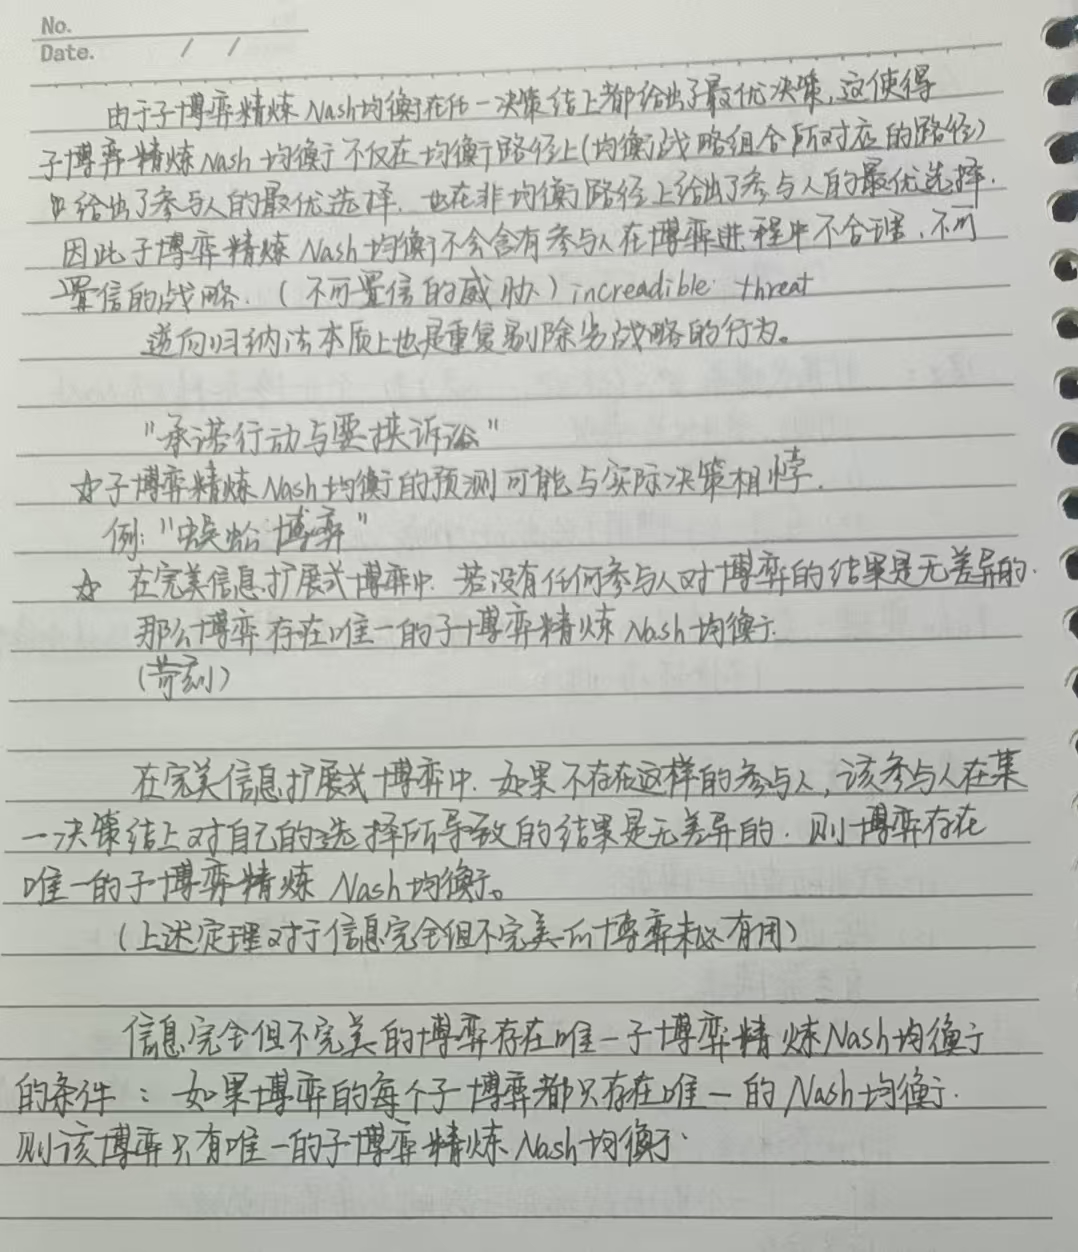 No.
Date. / /
由于子博弈精炼Nash均衡在任一决策结上都给出了最优决策,这使得
子博弈精炼Nash均衡不仅在均衡路径上(均衡战略组合所对应的路径)
给出了参与人的最优选择.也在非均衡路径上给出了参与人的最优选择.
因此子博弈精炼Nash均衡不会含有参与人在博弈进程中不合理、不可
置信的战略.(不可置信的威胁)increadible threat
逆向归纳法本质上也是重复剔除劣战略的行为。
"承诺行动与要挟诉讼"
☆子博弈精炼Nash均衡的预测可能与实际决策相悖.
例:"蜈蚣博弈"
☆ 在完美信息扩展式博弈中.若没有任何参与人对博弈的结果是无差异的.
那么博弈存在唯一的子博弈精炼Nash均衡.
(苛刻)
在完美信息扩展式博弈中.如果不存在这样的参与人,该参与人在某
一决策结上对自己的选择所导致的结果是无差异的.则博弈存在
唯一的子博弈精炼Nash均衡。
(上述定理对于信息完全但不完美的博弈未必有用)
信息完全但不完美的博弈存在唯一子博弈精炼Nash均衡
的条件:如果博弈的每个子博弈都只存在唯一的Nash均衡.
则该博弈只有唯一的子博弈精炼Nash均衡.